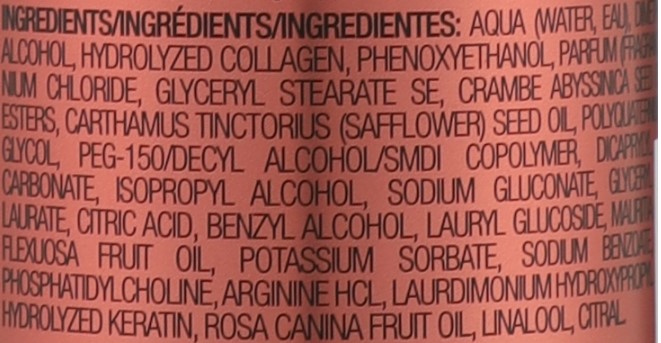 INGREDIENTS/INGRÉDIENTS/INGREDIENTES: AQUA (WATER, EAU),
ALCOHOL, HYDROLYZED COLLAGEN, PHENOXYETHANOL, PARFUM
NIUM CHLORIDE, GLYCERYL STEARATE SE, CRAMBE ABYSSINICA SEED
ESTERS, CARTHAMUS TINCTORIUS (SAFFLOWER) SEED OIL,
GLYCOL, PEG-150/DECYL ALCOHOL/SMDI COPOLYMER,
CARBONATE, ISOPROPYL ALCOHOL, SODIUM GLUCONATE,
LAURATE, CITRIC ACID, BENZYL ALCOHOL, LAURYL GLUCOSIDE,
FLEXUOSA FRUIT OIL, POTASSIUM SORBATE, SODIUM
PHOSPHATIDYLCHOLINE, ARGININE HCL, LAURDIMONIUM
HYDROLYZED KERATIN, ROSA CANINA FRUIT OIL, LINALOOL, CITRAL.